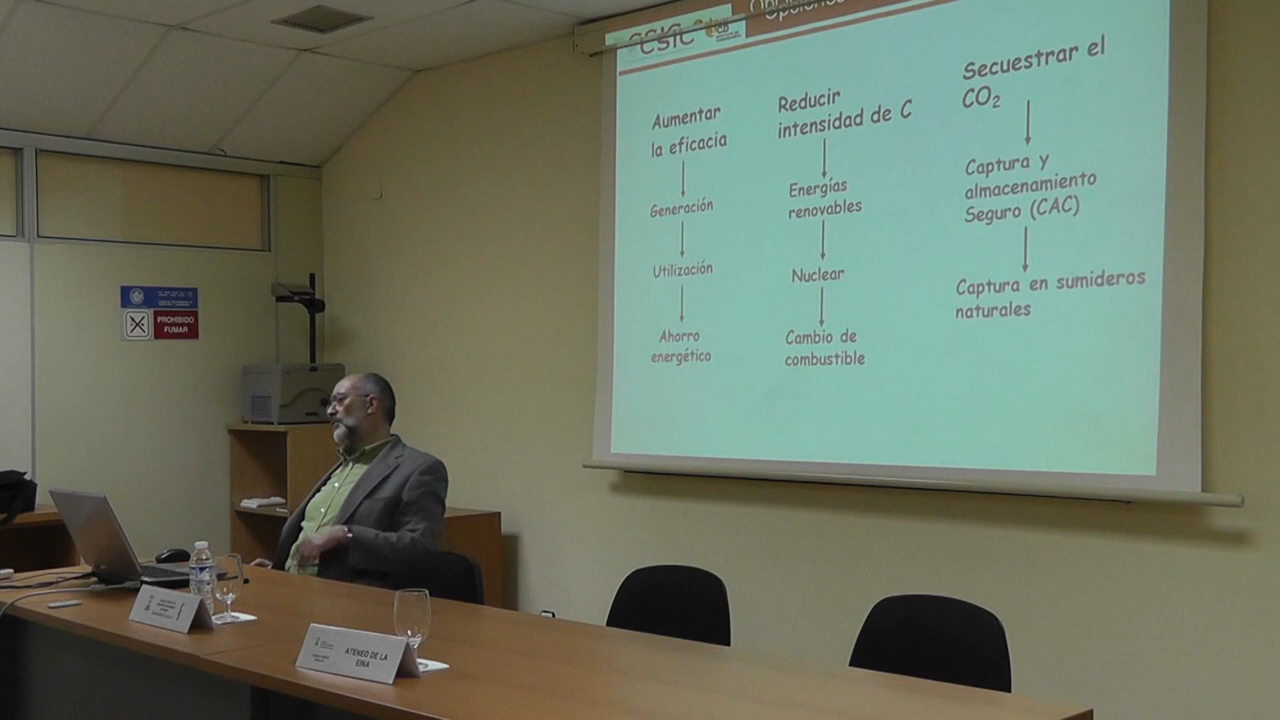 CSIC
Opciones
Aumentar
la eficacia
Generación
Utilización
Ahorro
energético
Reducir
intensidad de C
Energías
renovables
Nuclear
Cambio de
combustible
Secuestrar el
CO₂
Captura y
almacenamiento
Seguro (CAC)
Captura en sumideros
naturales
PROHIBIDO
FUMAR
ATENEO DE LA
EINA